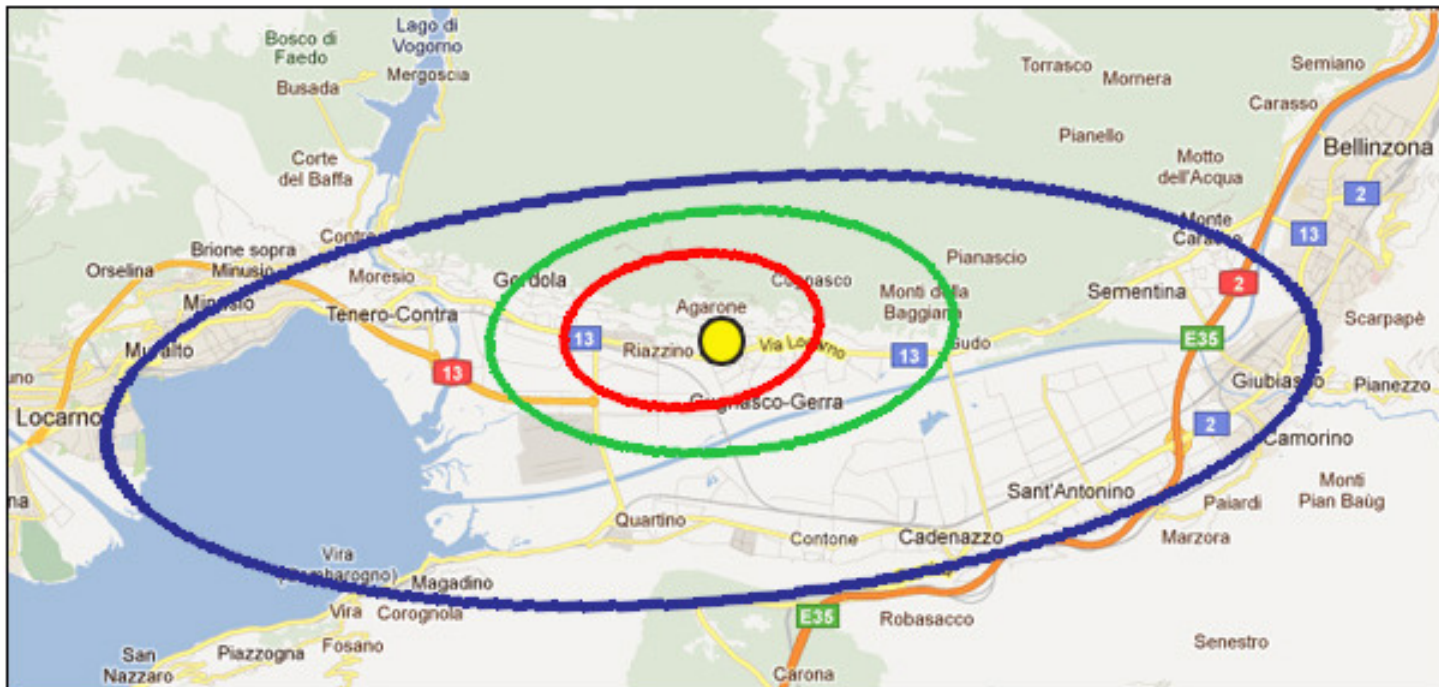 Lago di
Vogorno
Bosco di
Faedo
Mergoscia
Busada
Torrasco
Mornera
Semiano
Carasso
Pianello
Bellinzona
Corte
del Baffa
Motto
dell'Acqua
2
Monte
13
Brione sopra
Minusio
Orselina
Moresio
Pianascio
Gordola
2
Agarone
Monti della
Baggiana
Sementina
Minusio
Tenero-Contra
Scarpapè
13
Riazzino
Via Locarno
13
Gudo
E35
Muralto
13
Giubiasco
Pianezzo
Locarno
Gugnasco-Gerra
2
Camorino
Monti
Pian Baùg
Sant'Antonino
Paiardi
na
Quartino
Contone
Cadenazzo
Marzora
Vira
Magadino
Vira
Corognola
E35
Robasacco
Fosano
Senestro
San
Nazzaro
Piazzogna
Carona